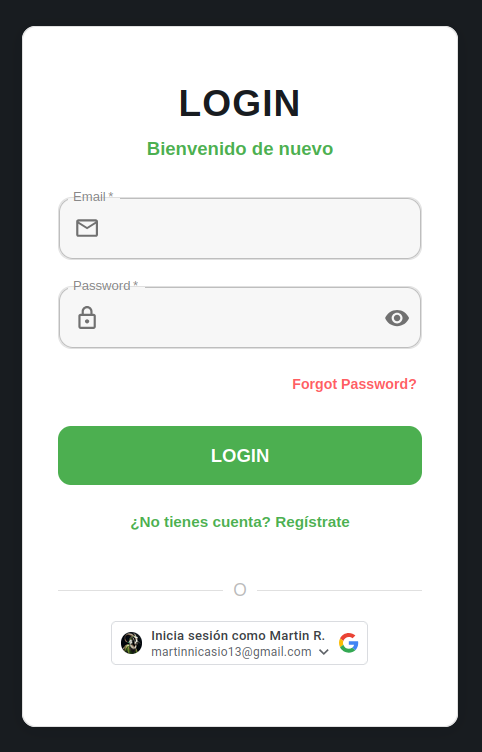 LOGIN
Bienvenido de nuevo
Email *
Password *
Forgot Password?
LOGIN
¿No tienes cuenta? Regístrate
O
Inicia sesión como Martin R.
martinnicasio13@gmail.com